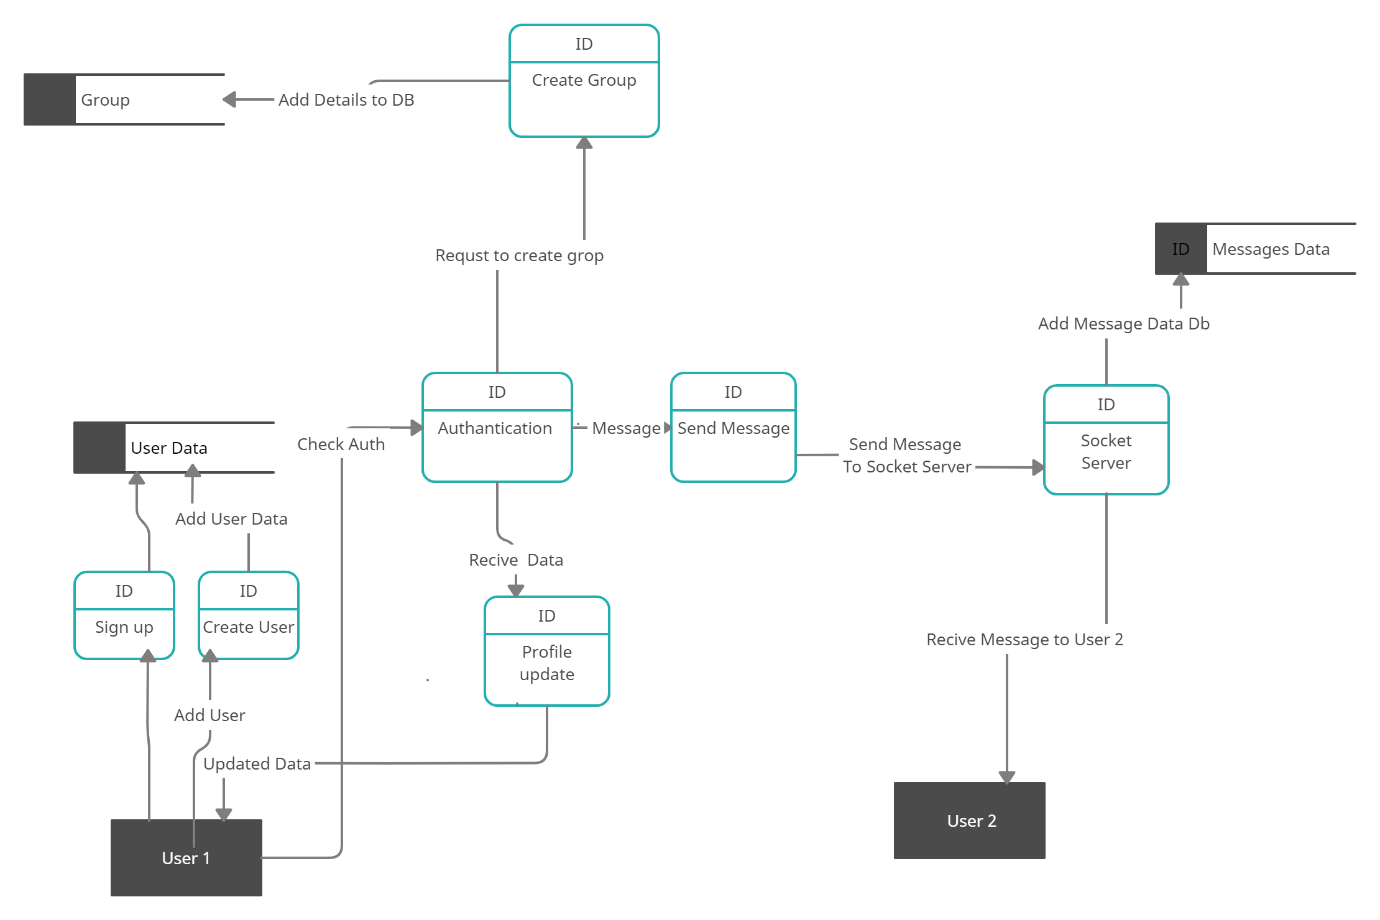 ID
Create Group
Group
Add Details to DB
Requst to create grop
ID
Messages Data
Add Message Data Db
ID
Authantication
ID
Send Message
ID
Socket
Server
User Data
Check Auth
Message
Send Message
To Socket Server
Add User Data
Recive  Data
ID
Sign up
ID
Create User
ID
Profile
update
Recive Message to User 2
Add User
Updated Data
User 2
User 1